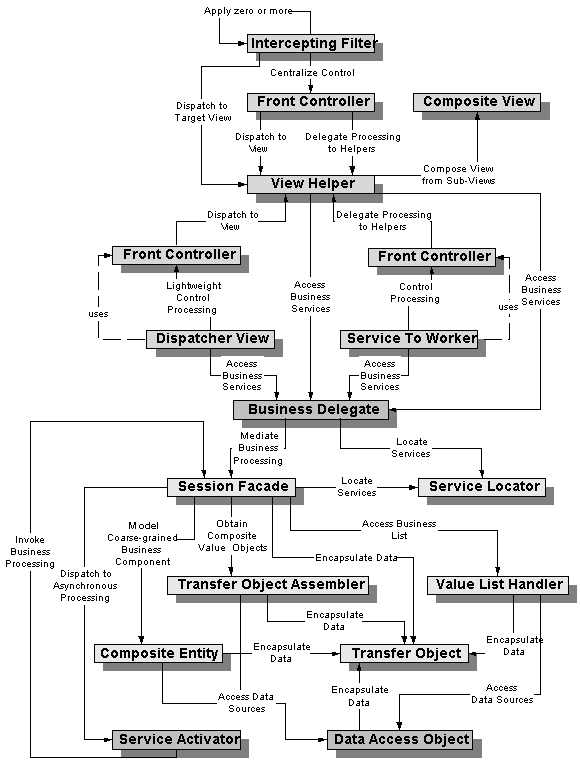 Apply zero or more
Intercepting Filter
Centralize Control
Dispatch to
Target View
Front Controller
Composite View
Dispatch to
View
Delegate Processing
to Helpers
Compose View
from Sub-Views
View Helper
Dispatch to
View
Delegate Processing
to Helpers
Front Controller
Front Controller
Lightweight
Control
Processing
Access
Business
Services
Control
Processing
Access
Business
Services
uses
uses
Dispatcher View
Service To Worker
Access
Business
Services
Access
Business
Services
Business Delegate
Mediate
Business
Processing
Locate
Services
Session Facade
Locate
Services
Service Locator
Invoke
Business
Processing
Model
Coarse-grained
Business
Component
Obtain
Composite
Value Objects
Access Business
List
Encapsulate Data
Dispatch to
Asynchronous
Processing
Transfer Object Assembler
Value List Handler
Encapsulate
Data
Composite Entity
Encapsulate
Data
Transfer Object
Encapsulate
Data
Access Data
Sources
Encapsulate
Data
Access
Data Sources
Service Activator
Data Access Object